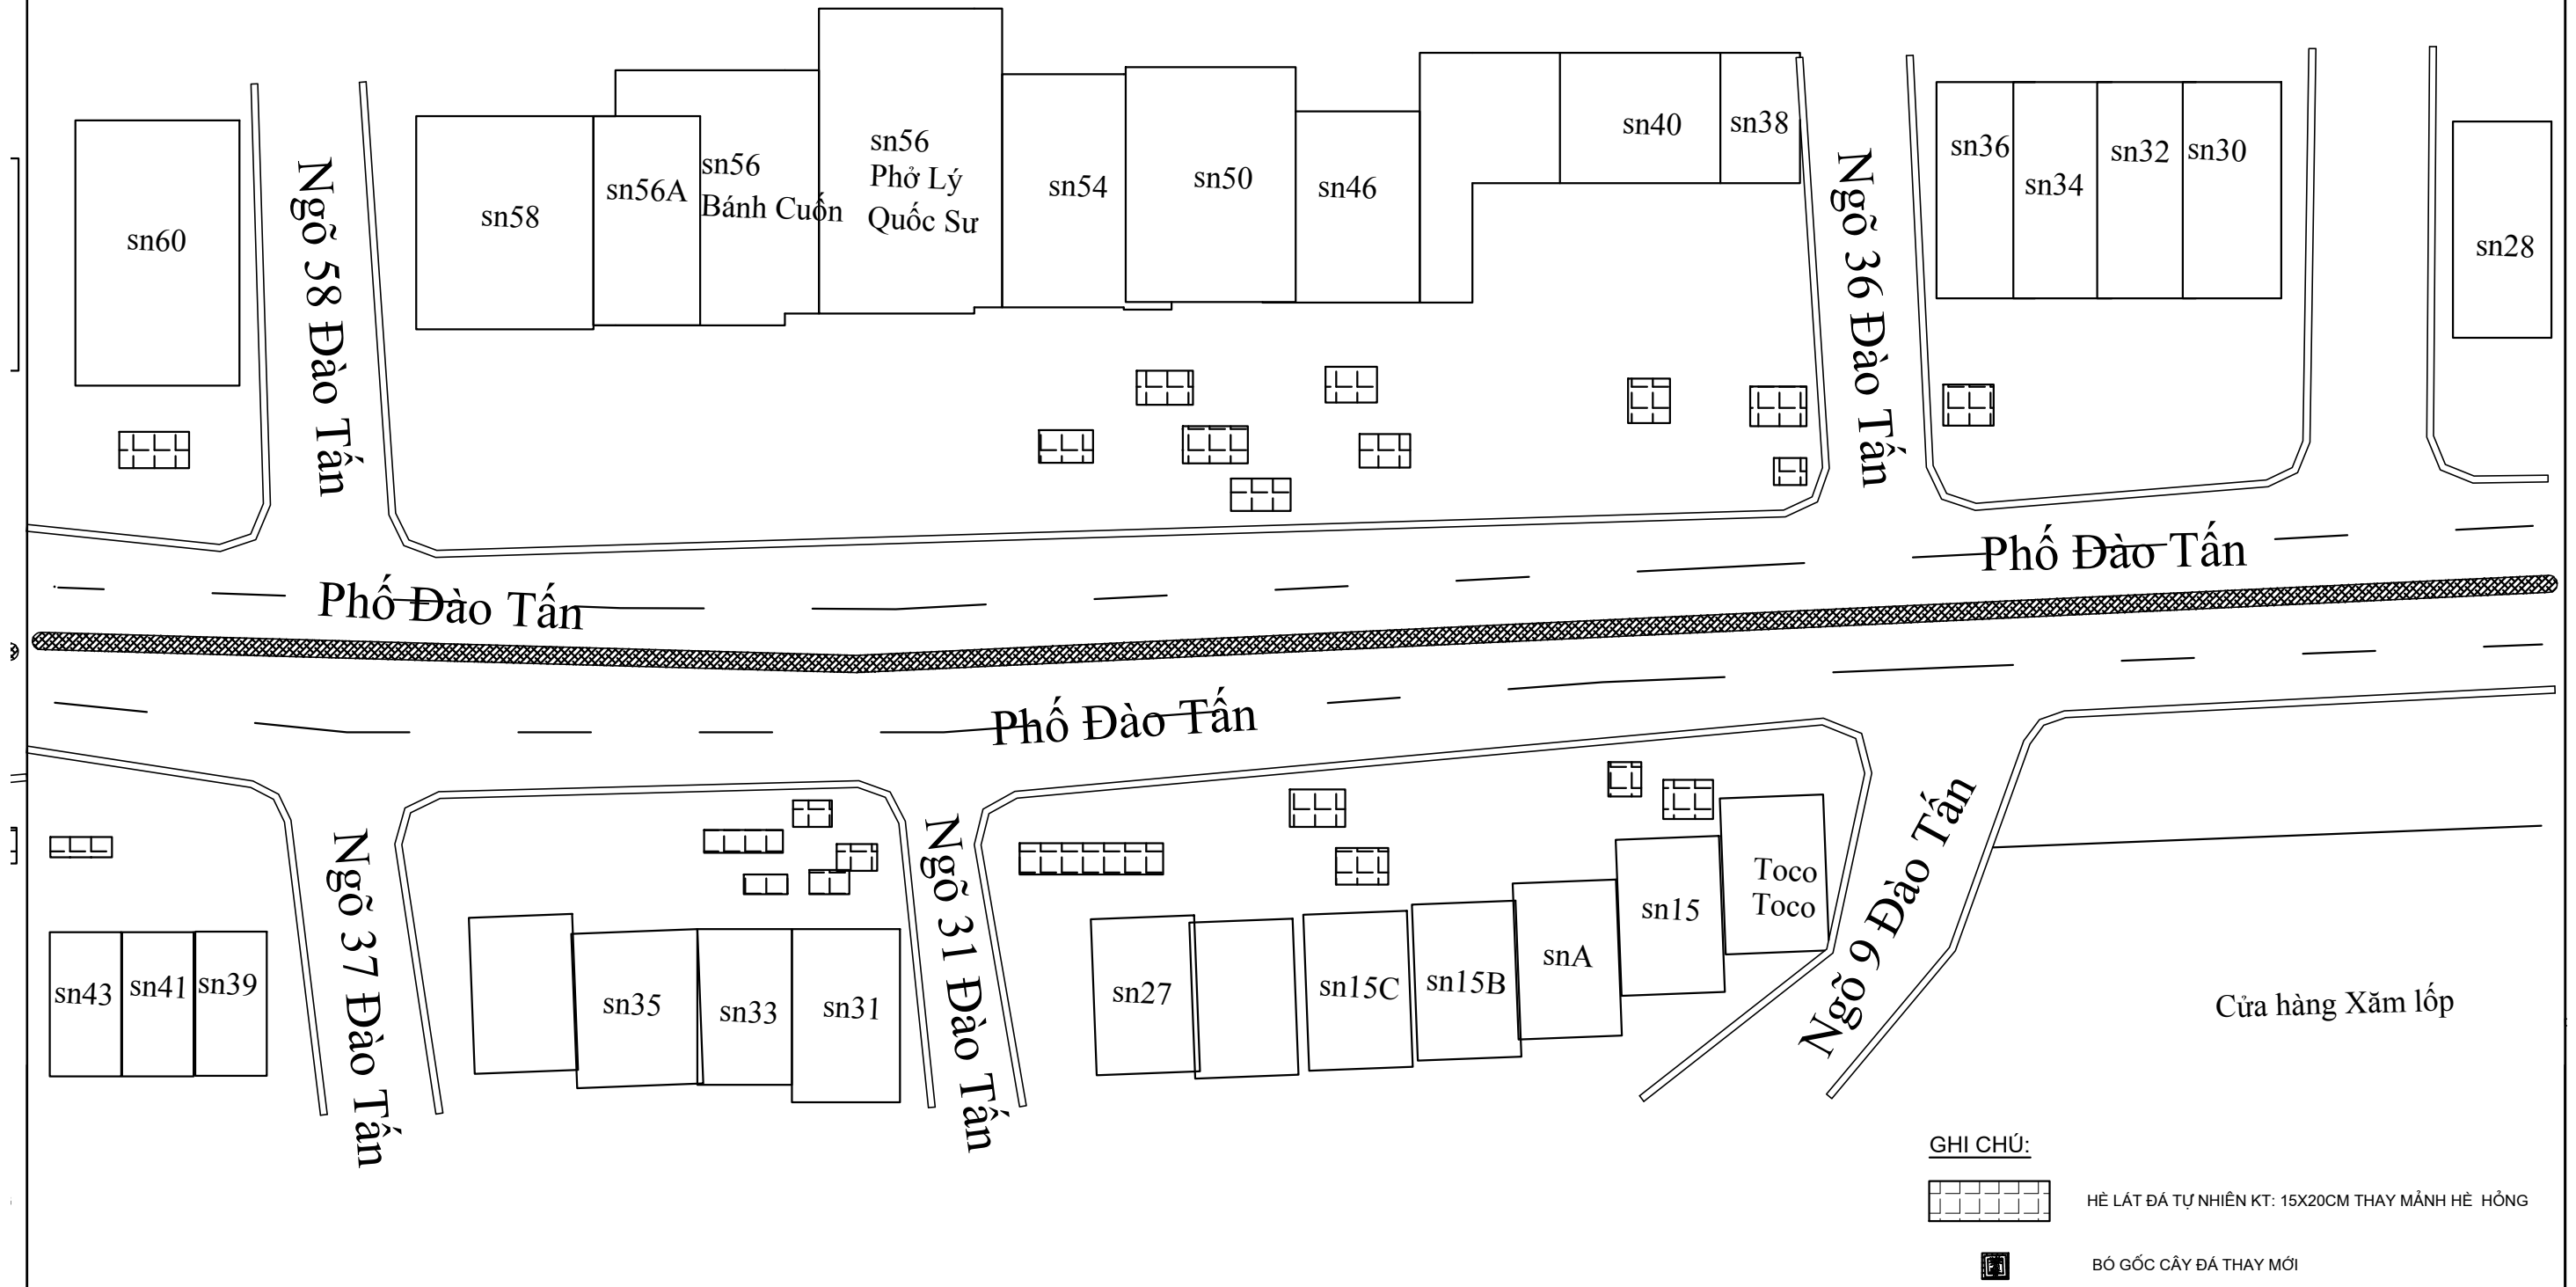 sn60
Ngõ 58 Đào Tấn
sn58
sn56A
sn56
Bánh Cuốn
sn56
Phở Lý
Quốc Sư
sn54
sn50
sn46
sn40
sn38
Ngõ 36 Đào Tấn
sn36
sn34
sn32
sn30
sn28
Phố Đào Tấn
Phố Đào Tấn
Phố Đào Tấn
sn43
sn41
sn39
Ngõ 37 Đào Tấn
sn35
sn33
sn31
Ngõ 31 Đào Tấn
sn27
sn15C
sn15B
snA
sn15
Toco
Toco
Ngõ 9 Đào Tấn
Cửa hàng Xăm lốp
GHI CHÚ:
HÈ LÁT ĐÁ TỰ NHIÊN KT: 15X20CM THAY MẢNH HÈ HỎNG
BÓ GỐC CÂY ĐÁ THAY MỚI